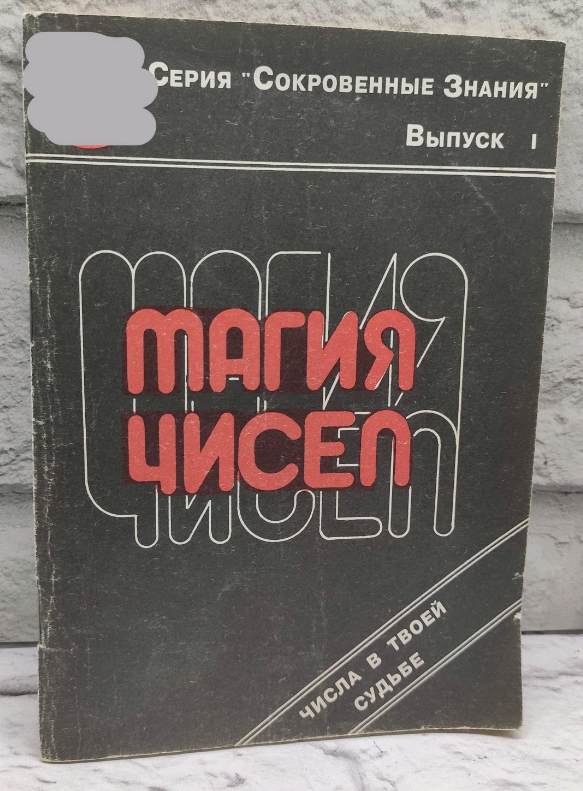 Серия "Сокровенные Знания"
Выпуск I
МАГИЯ
ЧИСЕЛ
ЧИСЛА В ТВОЕЙ
СУДЬБЕ